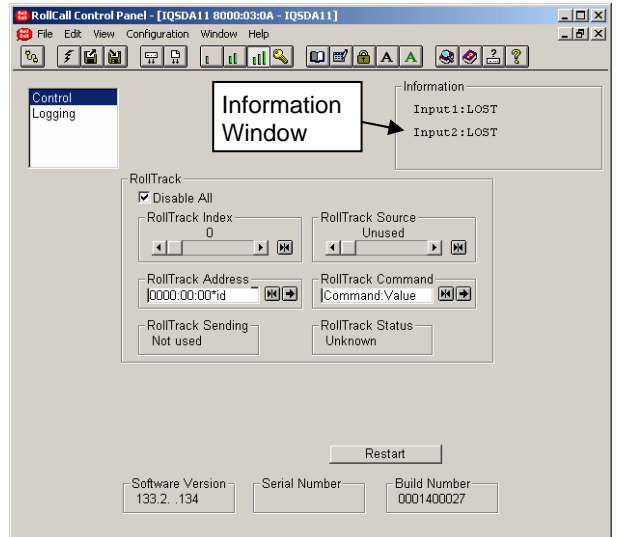 RollCall Control Panel - [IQSDA11 8000:03:0A - IQSDA11]
File Edit View Configuration Window Help
A A
Control
Logging
Information
Window
Information
Input1:LOST
Input2:LOST
RollTrack
Disable All
RollTrack Index
0
RollTrack Source
Unused
RollTrack Address
0000:00:00*id
RollTrack Command
Command:Value
RollTrack Sending
Not used
RollTrack Status
Unknown
Restart
Software Version
133.2. .134
Serial Number
Build Number
0001400027